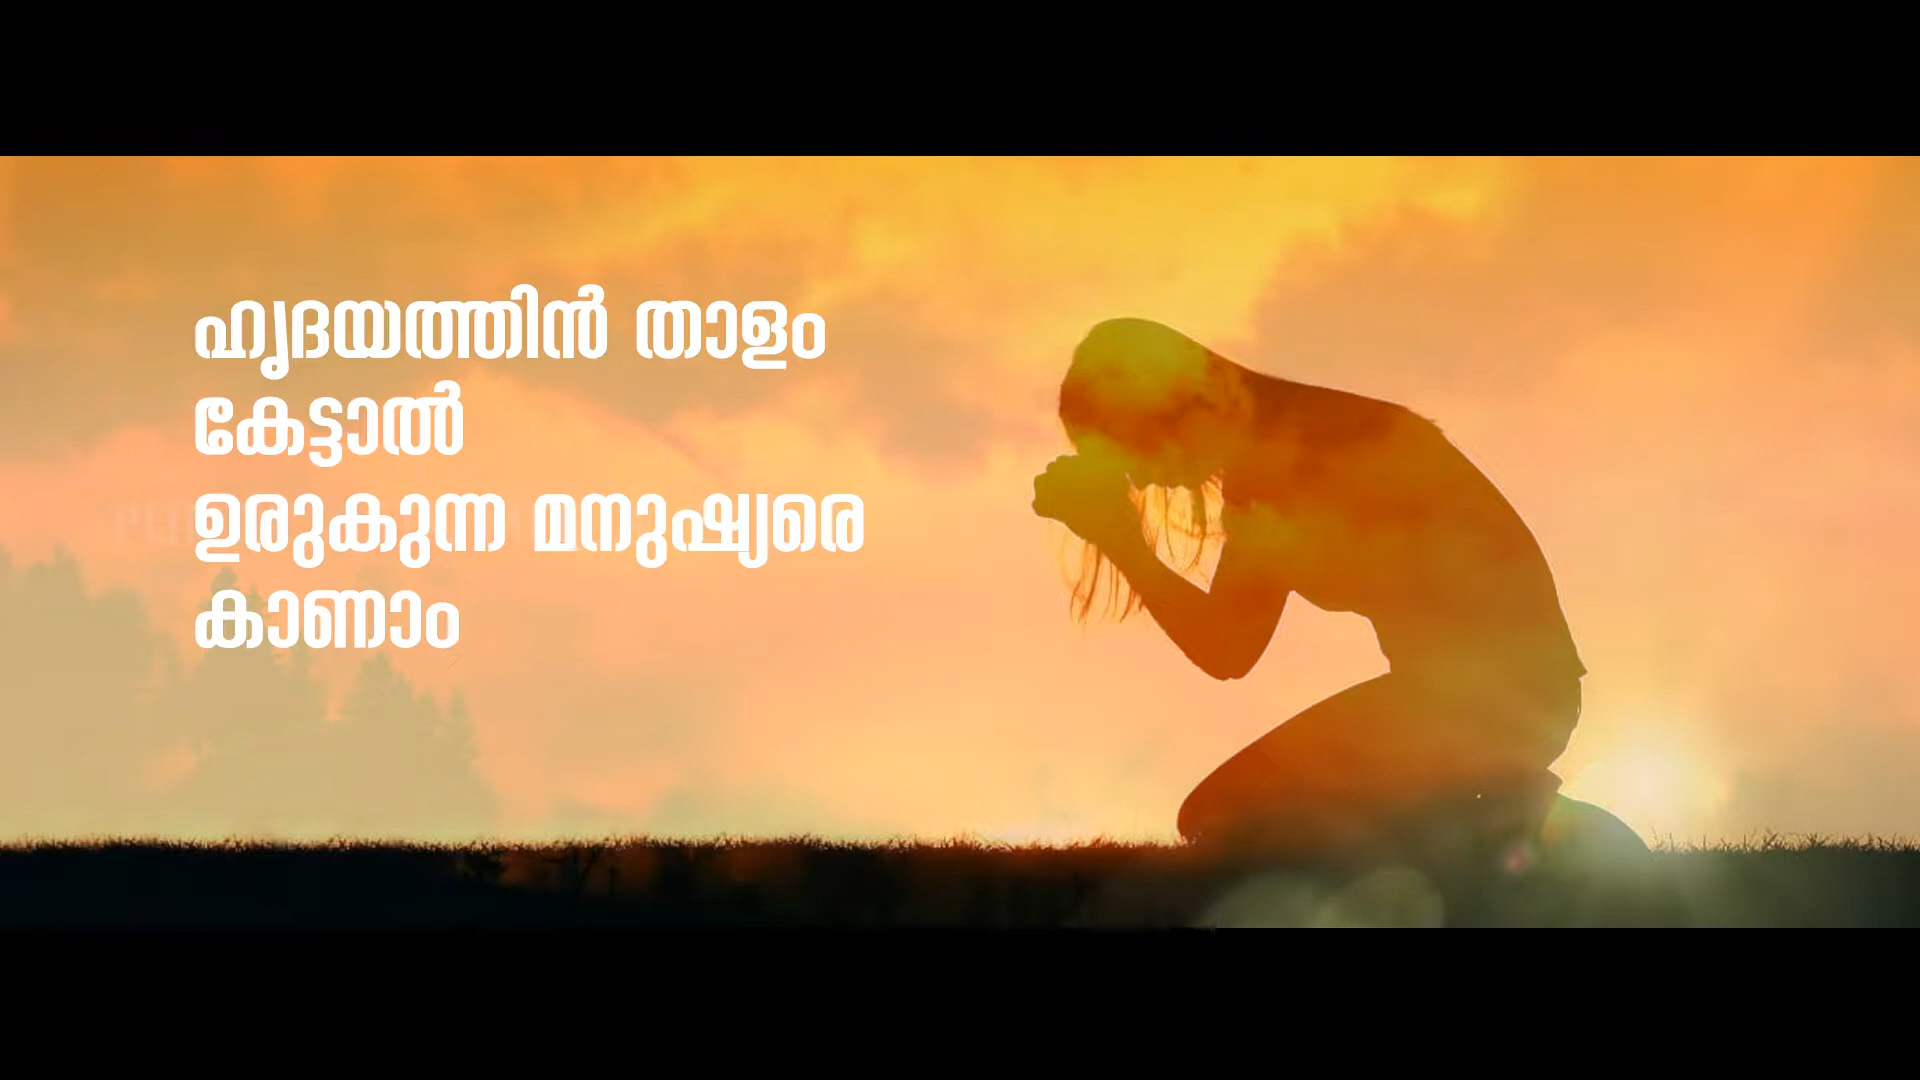 ഹൃദയത്തിൻ താളം
കേട്ടാൽ
ഉരുകുന്ന മനുഷ്യരെ
കാണാം